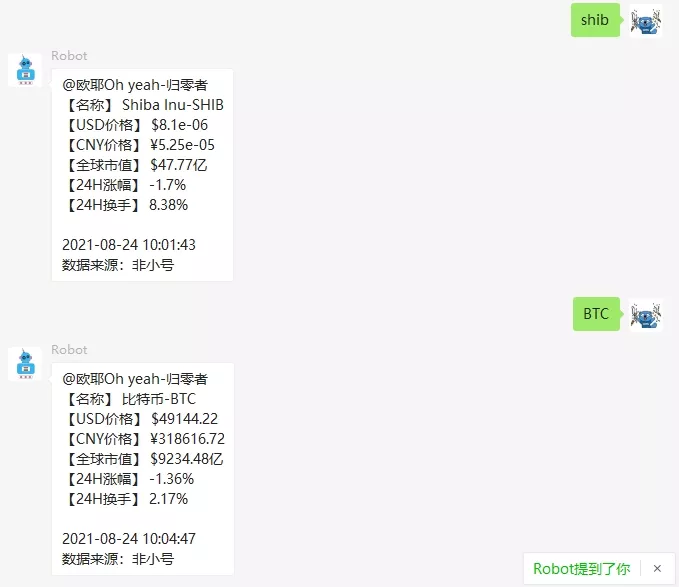 shib
Robot
@欧耶Oh yeah-归零者
【名称】 Shiba Inu-SHIB
【USD价格】 $8.1e-06
【CNY价格】 ¥5.25e-05
【全球市值】 $47.77亿
【24H涨幅】 -1.7%
【24H换手】 8.38%
2021-08-24 10:01:43
数据来源：非小号
BTC
Robot
@欧耶Oh yeah-归零者
【名称】 比特币-BTC
【USD价格】 $49144.22
【CNY价格】 ¥318616.72
【全球市值】 $9234.48亿
【24H涨幅】 -1.36%
【24H换手】 2.17%
2021-08-24 10:04:47
数据来源：非小号
Robot提到了你